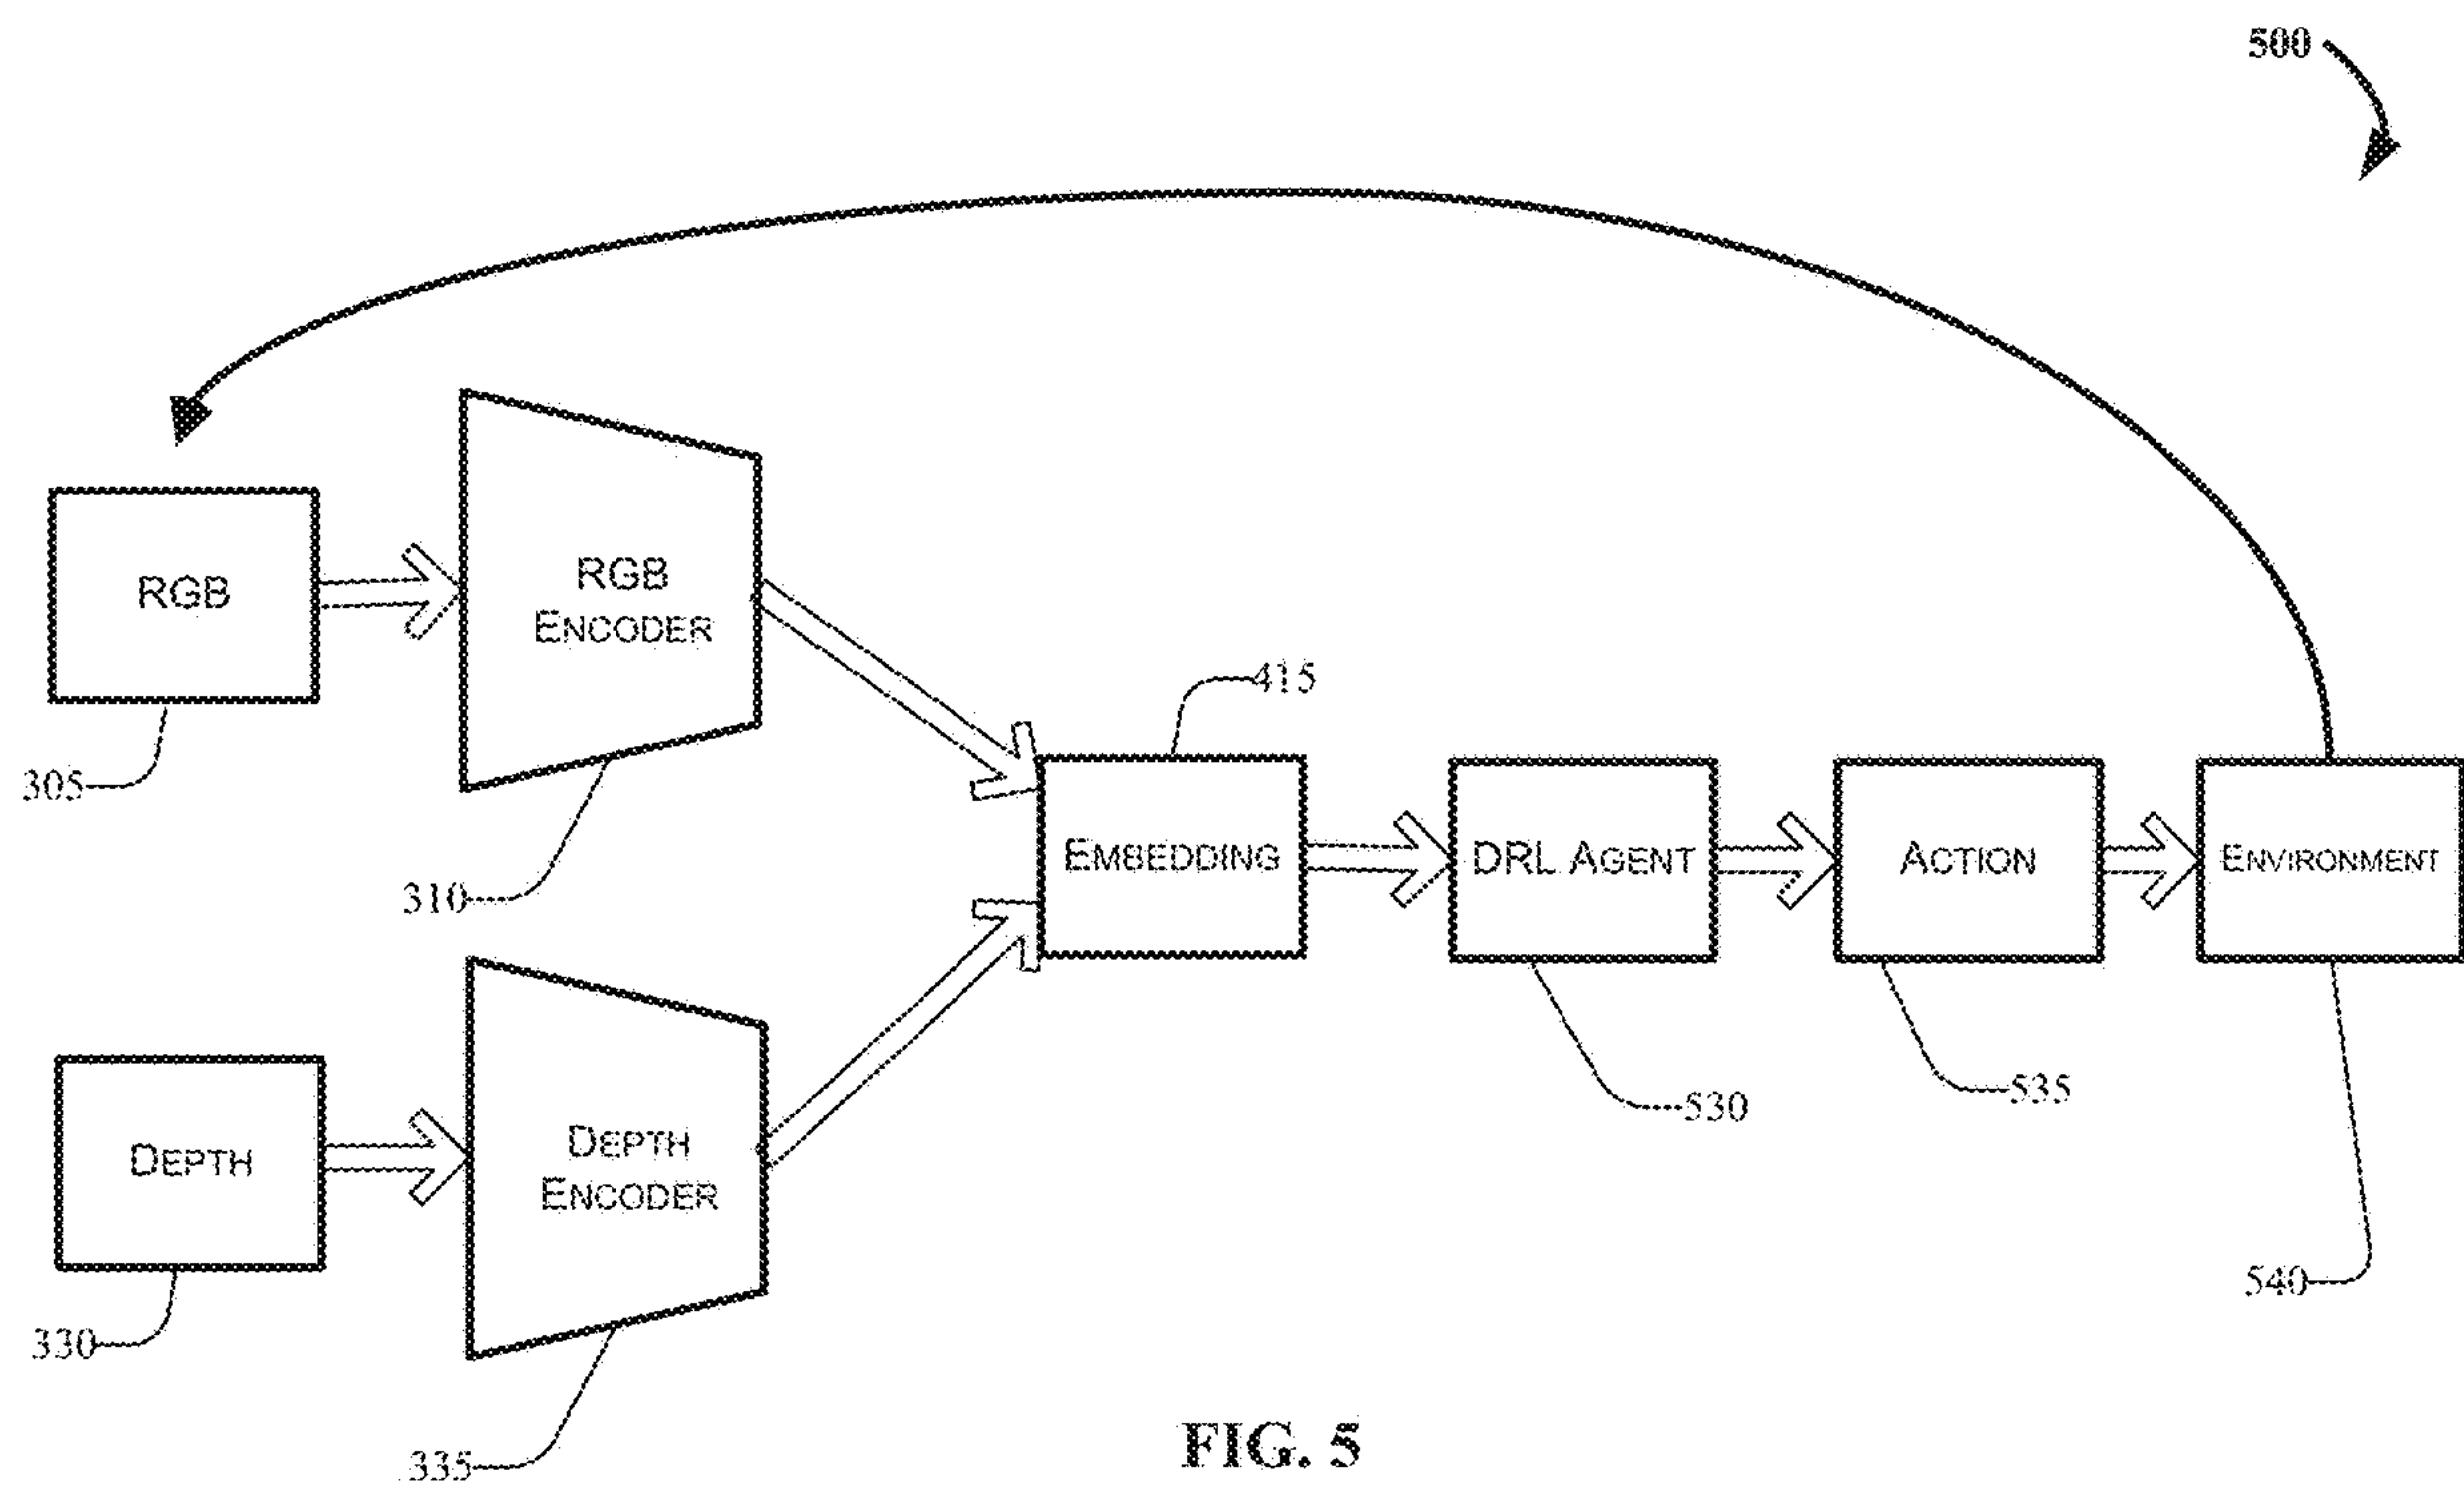 500
RGB
RGB
ENCODER
305
310
415
EMBEDDING
DRL AGENT
ACTION
ENVIRONMENT
DEPTH
DEPTH
ENCODER
530
535
540
330
335
FIG. 5